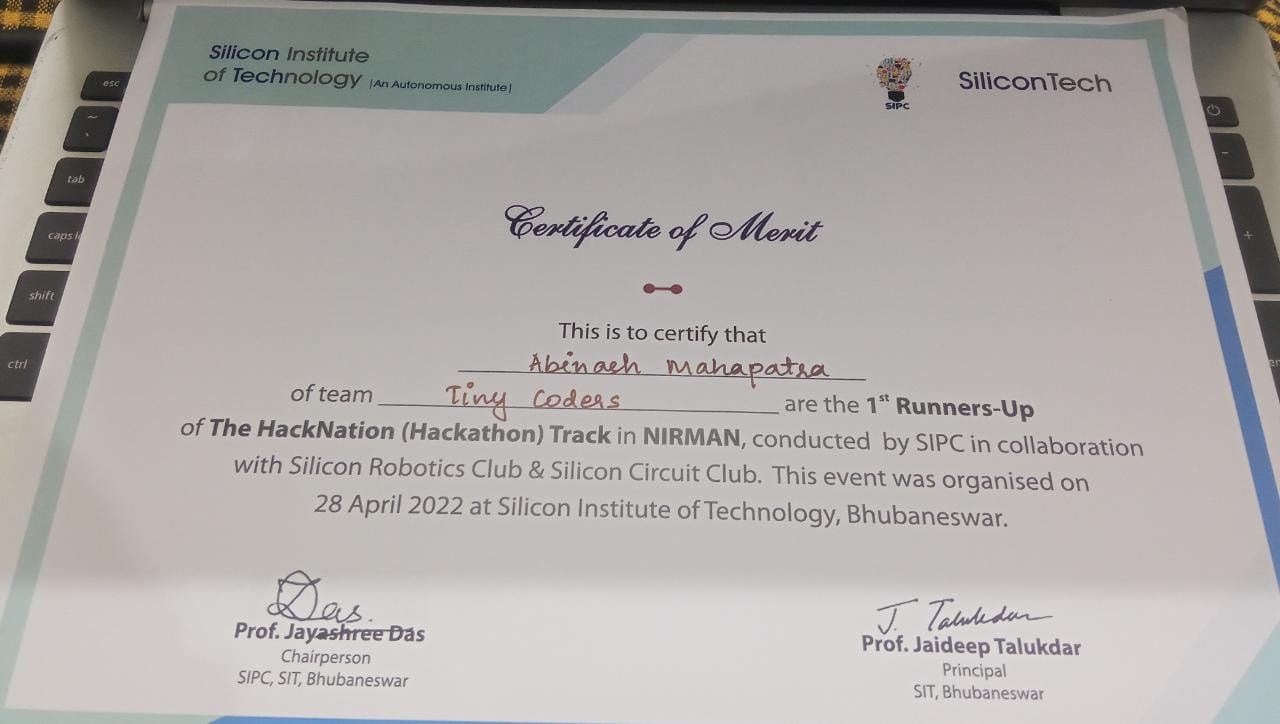 Silicon Institute
of Technology |An Autonomous Institute|
SIPC
SiliconTech
Certificate of Merit
This is to certify that
Abinash Mahapatra
of team Tiny Coders are the 1st Runners-Up
of The HackNation (Hackathon) Track in NIRMAN, conducted by SIPC in collaboration
with Silicon Robotics Club & Silicon Circuit Club. This event was organised on
28 April 2022 at Silicon Institute of Technology, Bhubaneswar.
Das.
Prof. Jayashree Das
Chairperson
SIPC, SIT, Bhubaneswar
J. Talukdar
Prof. Jaideep Talukdar
Principal
SIT, Bhubaneswar
esc
~
`
tab
caps l
shift
ctrl
-
+